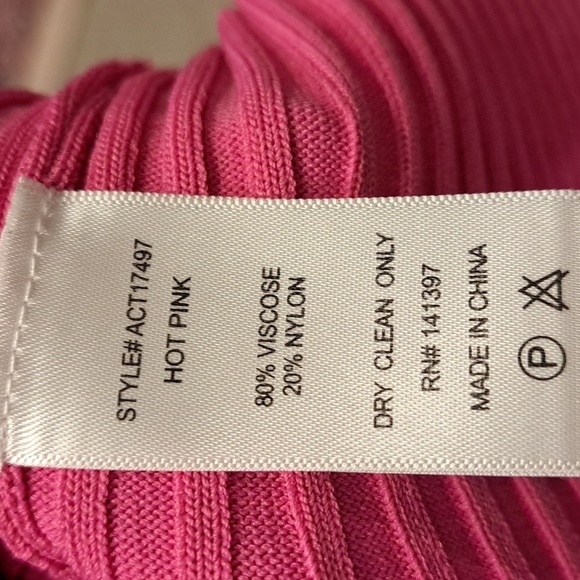 STYLE# ACT17497
HOT PINK
80% VISCOSE
20% NYLON
DRY CLEAN ONLY
RN# 141397
MADE IN CHINA
P